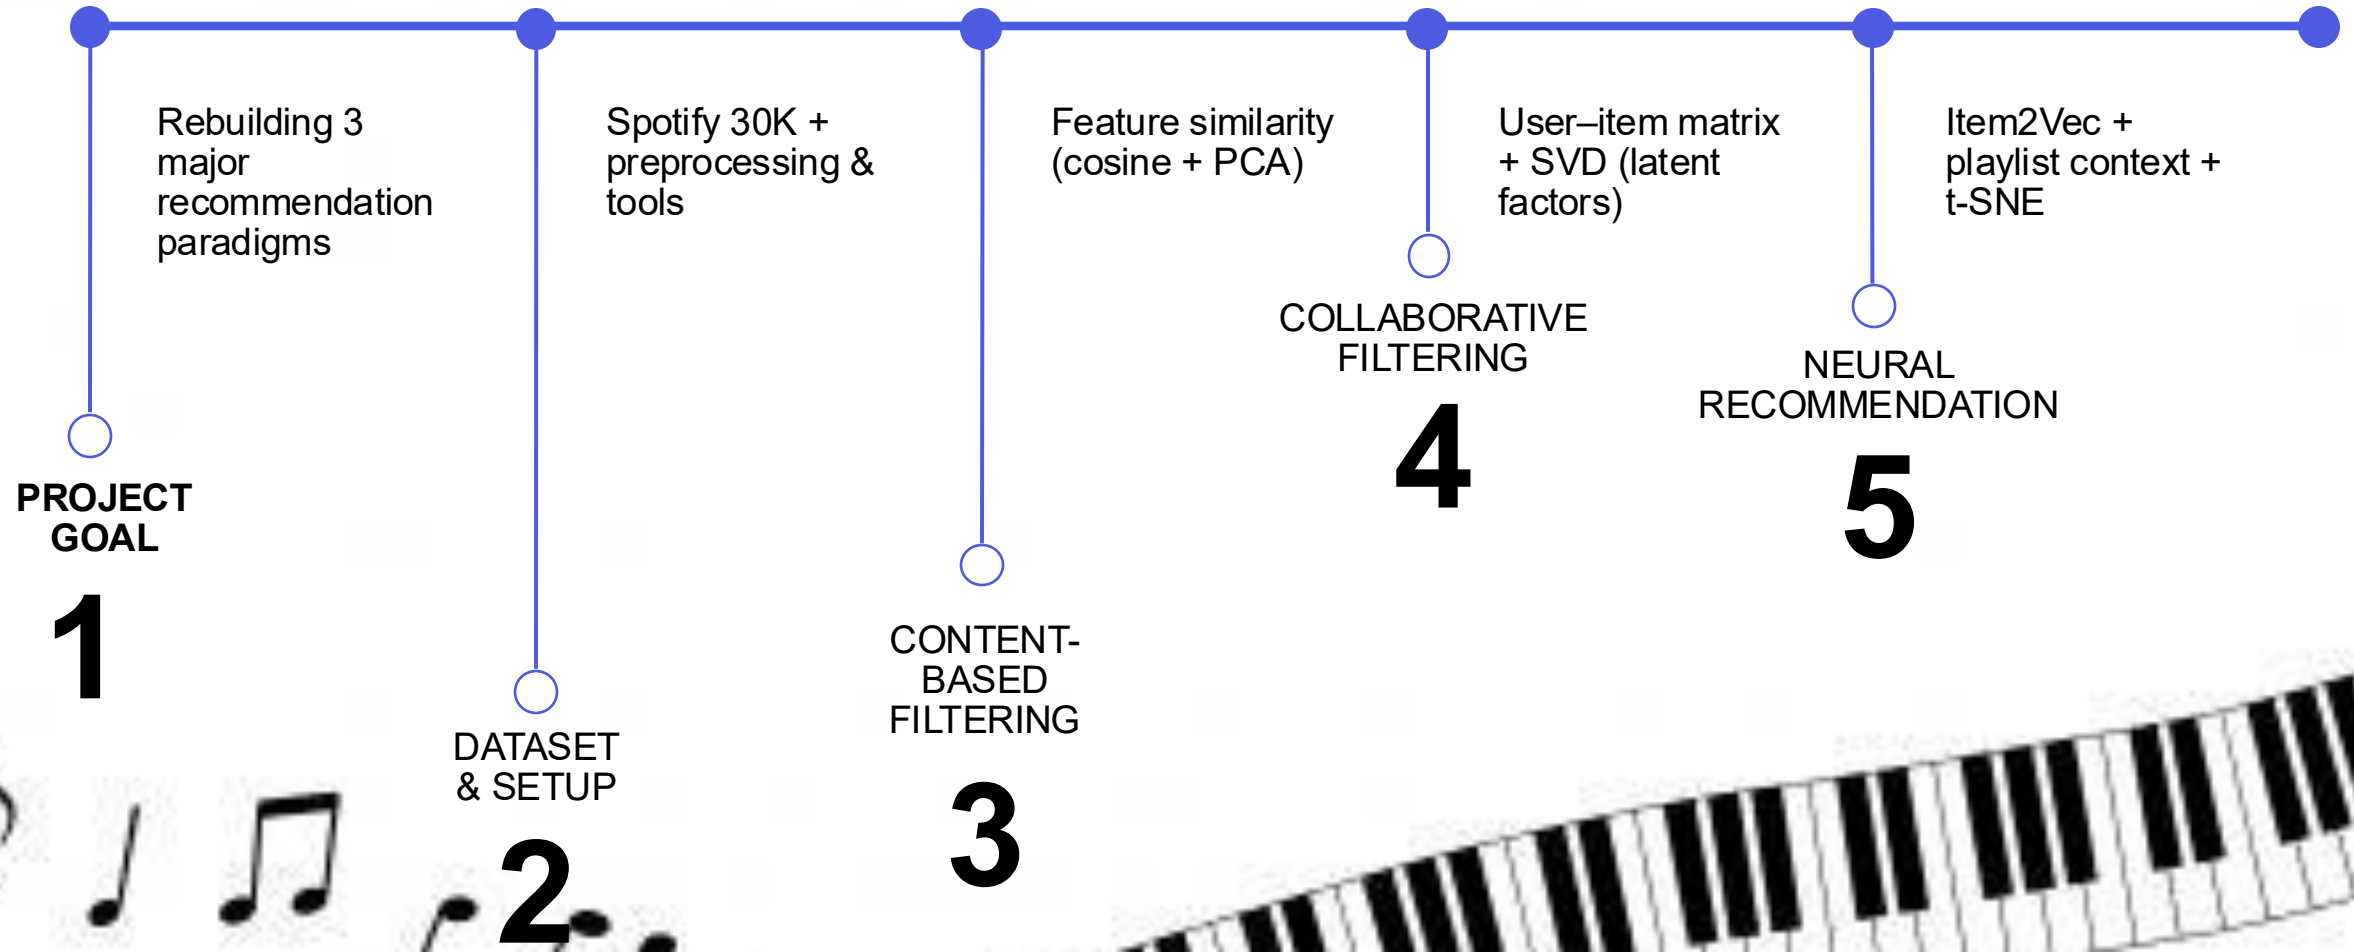 Rebuilding 3
major
recommendation
paradigms
PROJECT
GOAL
1
Spotify 30K +
preprocessing &
tools
DATASET
& SETUP
2
Feature similarity
(cosine + PCA)
CONTENT-
BASED
FILTERING
3
User–item matrix
+ SVD (latent
factors)
COLLABORATIVE
FILTERING
4
Item2Vec +
playlist context +
t-SNE
NEURAL
RECOMMENDATION
5